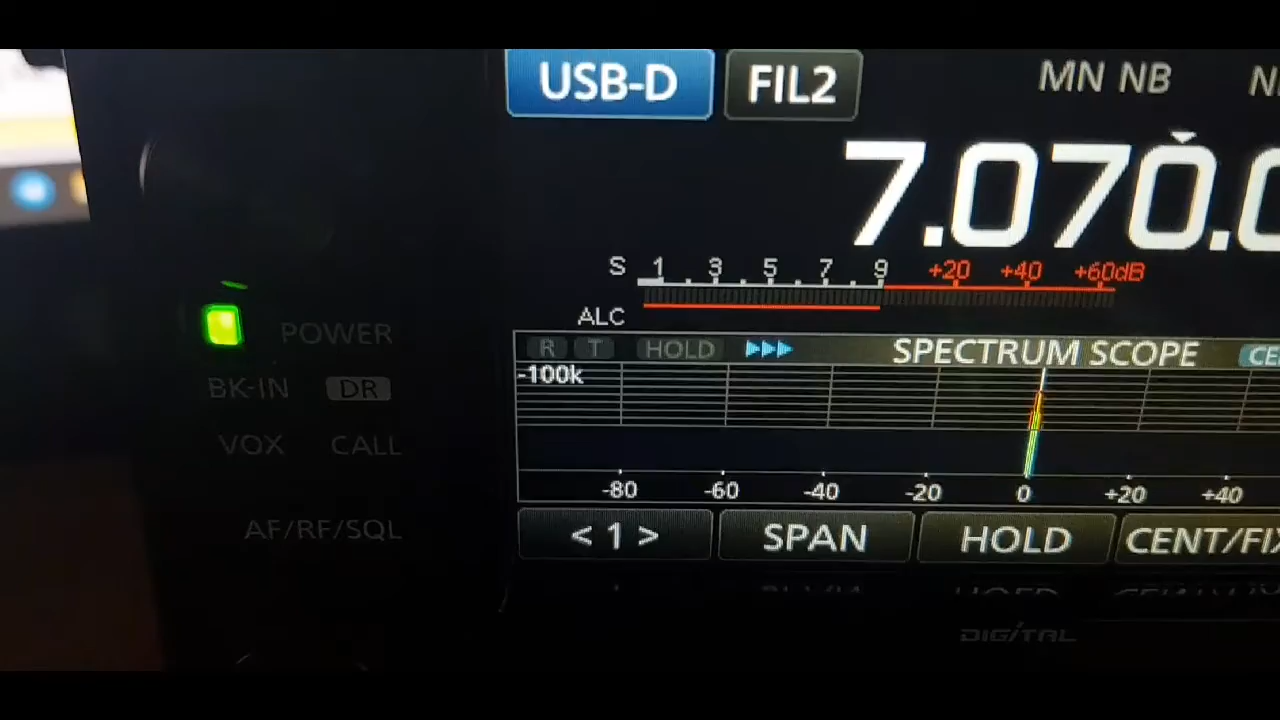 USB-D FIL2 MN NB
7.070.
S 1 3 5 7 9 +20 +40 +60dB
ALC
POWER
R T HOLD SPECTRUM SCOPE CE
-100k
BK-IN DR
VOX CALL
-80 -60 -40 -20 0 +20 +40
AF/RF/SQL
< 1 > SPAN HOLD CENT/FIX
DIGITAL